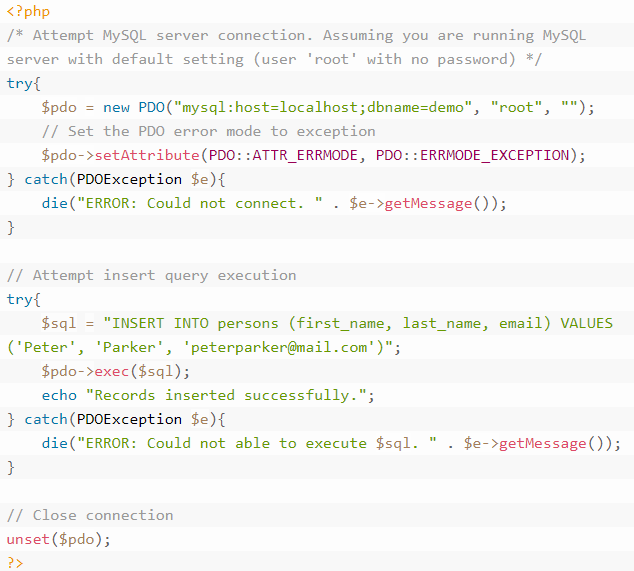 <?php
/* Attempt MySQL server connection. Assuming you are running MySQL
server with default setting (user 'root' with no password) */
try{
    $pdo = new PDO("mysql:host=localhost;dbname=demo", "root", "");
    // Set the PDO error mode to exception
    $pdo->setAttribute(PDO::ATTR_ERRMODE, PDO::ERRMODE_EXCEPTION);
} catch(PDOException $e){
    die("ERROR: Could not connect. " . $e->getMessage());
}

// Attempt insert query execution
try{
    $sql = "INSERT INTO persons (first_name, last_name, email) VALUES
('Peter', 'Parker', 'peterparker@mail.com')";
    $pdo->exec($sql);
    echo "Records inserted successfully.";
} catch(PDOException $e){
    die("ERROR: Could not able to execute $sql. " . $e->getMessage());
}

// Close connection
unset($pdo);
?>